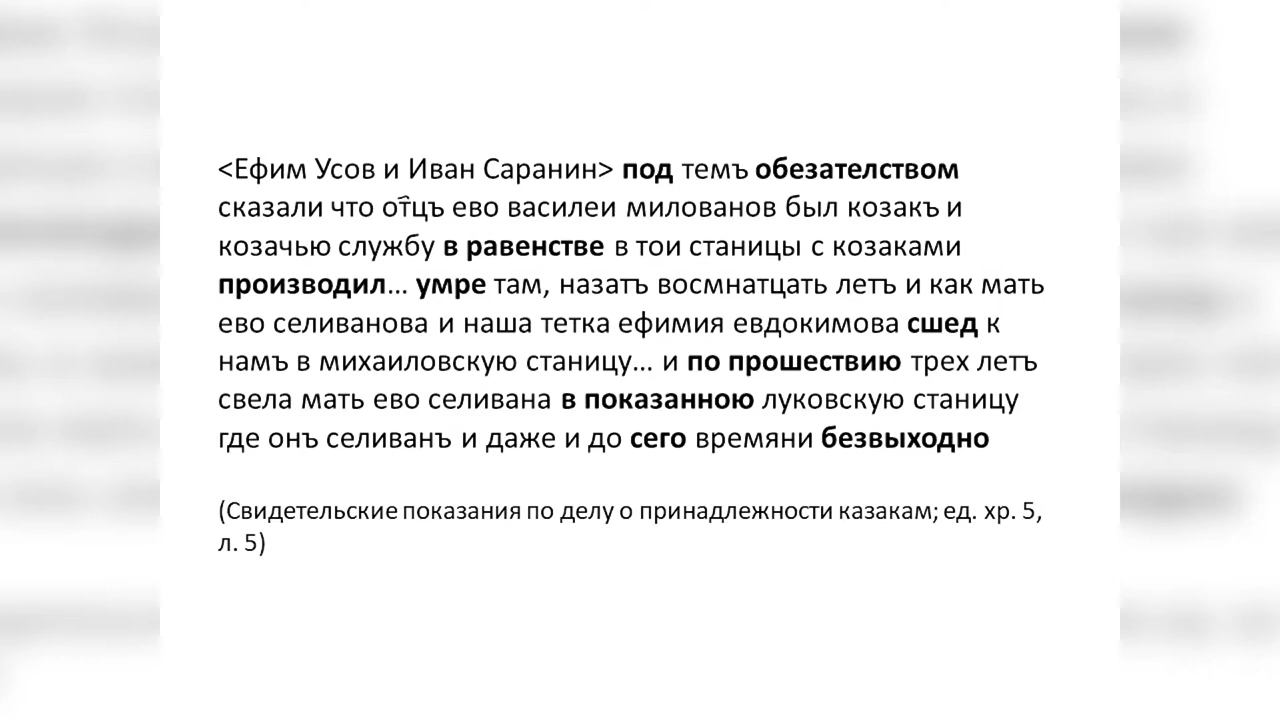 <Ефим Усов и Иван Саранин> под темъ обезателством
сказали что от҃цъ ево василеи милованов был козакъ и
козачью службу в равенстве в тои станицы с козаками
производил... умре там, назатъ восмнатцать летъ и как мать
ево селиванова и наша тетка ефимия евдокимова сшед к
намъ в михаиловскую станицу... и по прошествию трех летъ
свела мать ево селивана в показанною луковскую станицу
где онъ селиванъ и даже и до сего времяни безвыходно
(Свидетельские показания по делу о принадлежности казакам; ед. хр. 5,
л. 5)